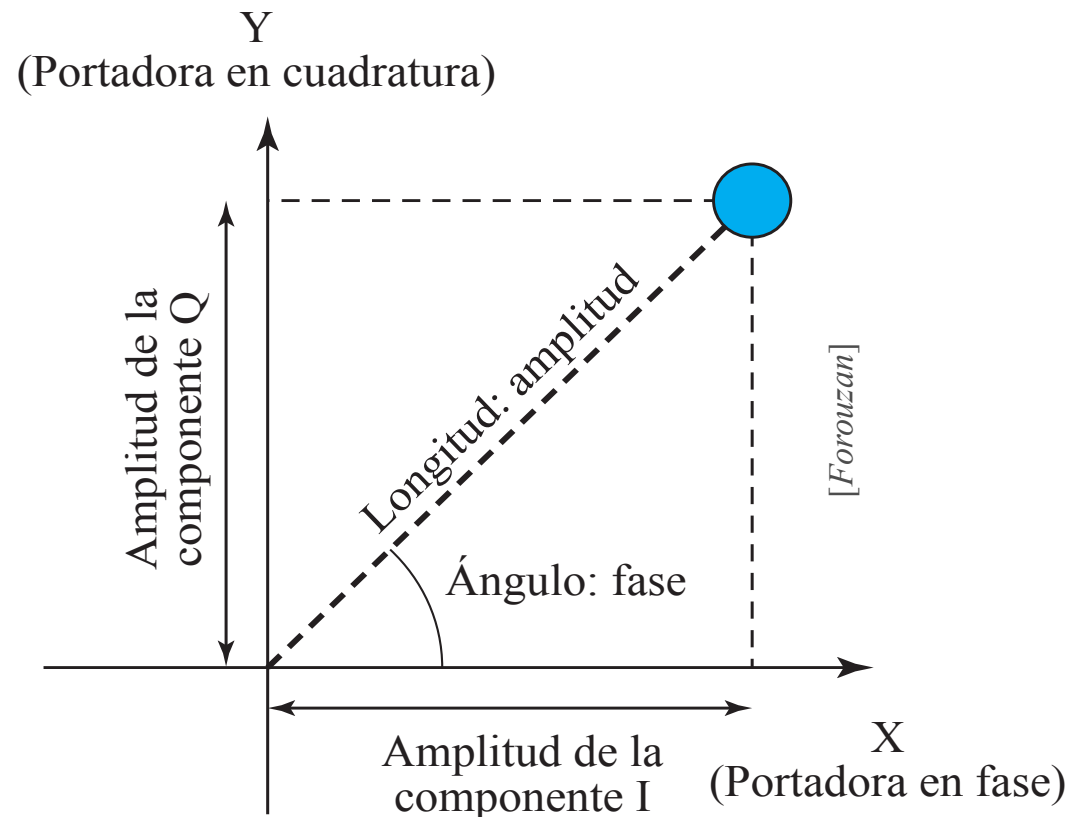 Y
(Portadora en cuadratura)
Amplitud de la
componente Q
Longitud: amplitud
[Forouzan]
Ángulo: fase
Amplitud de la
componente I
X
(Portadora en fase)